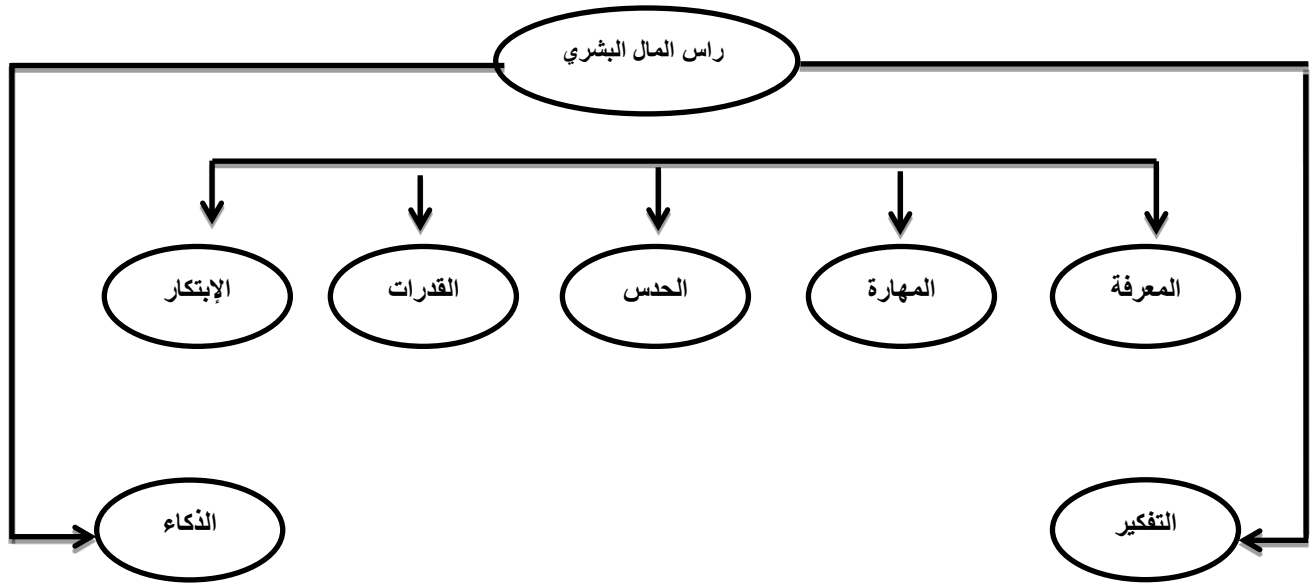 راس المال البشري
المعرفة
المهارة
الحدس
القدرات
الإبتكار
التفكير
الذكاء